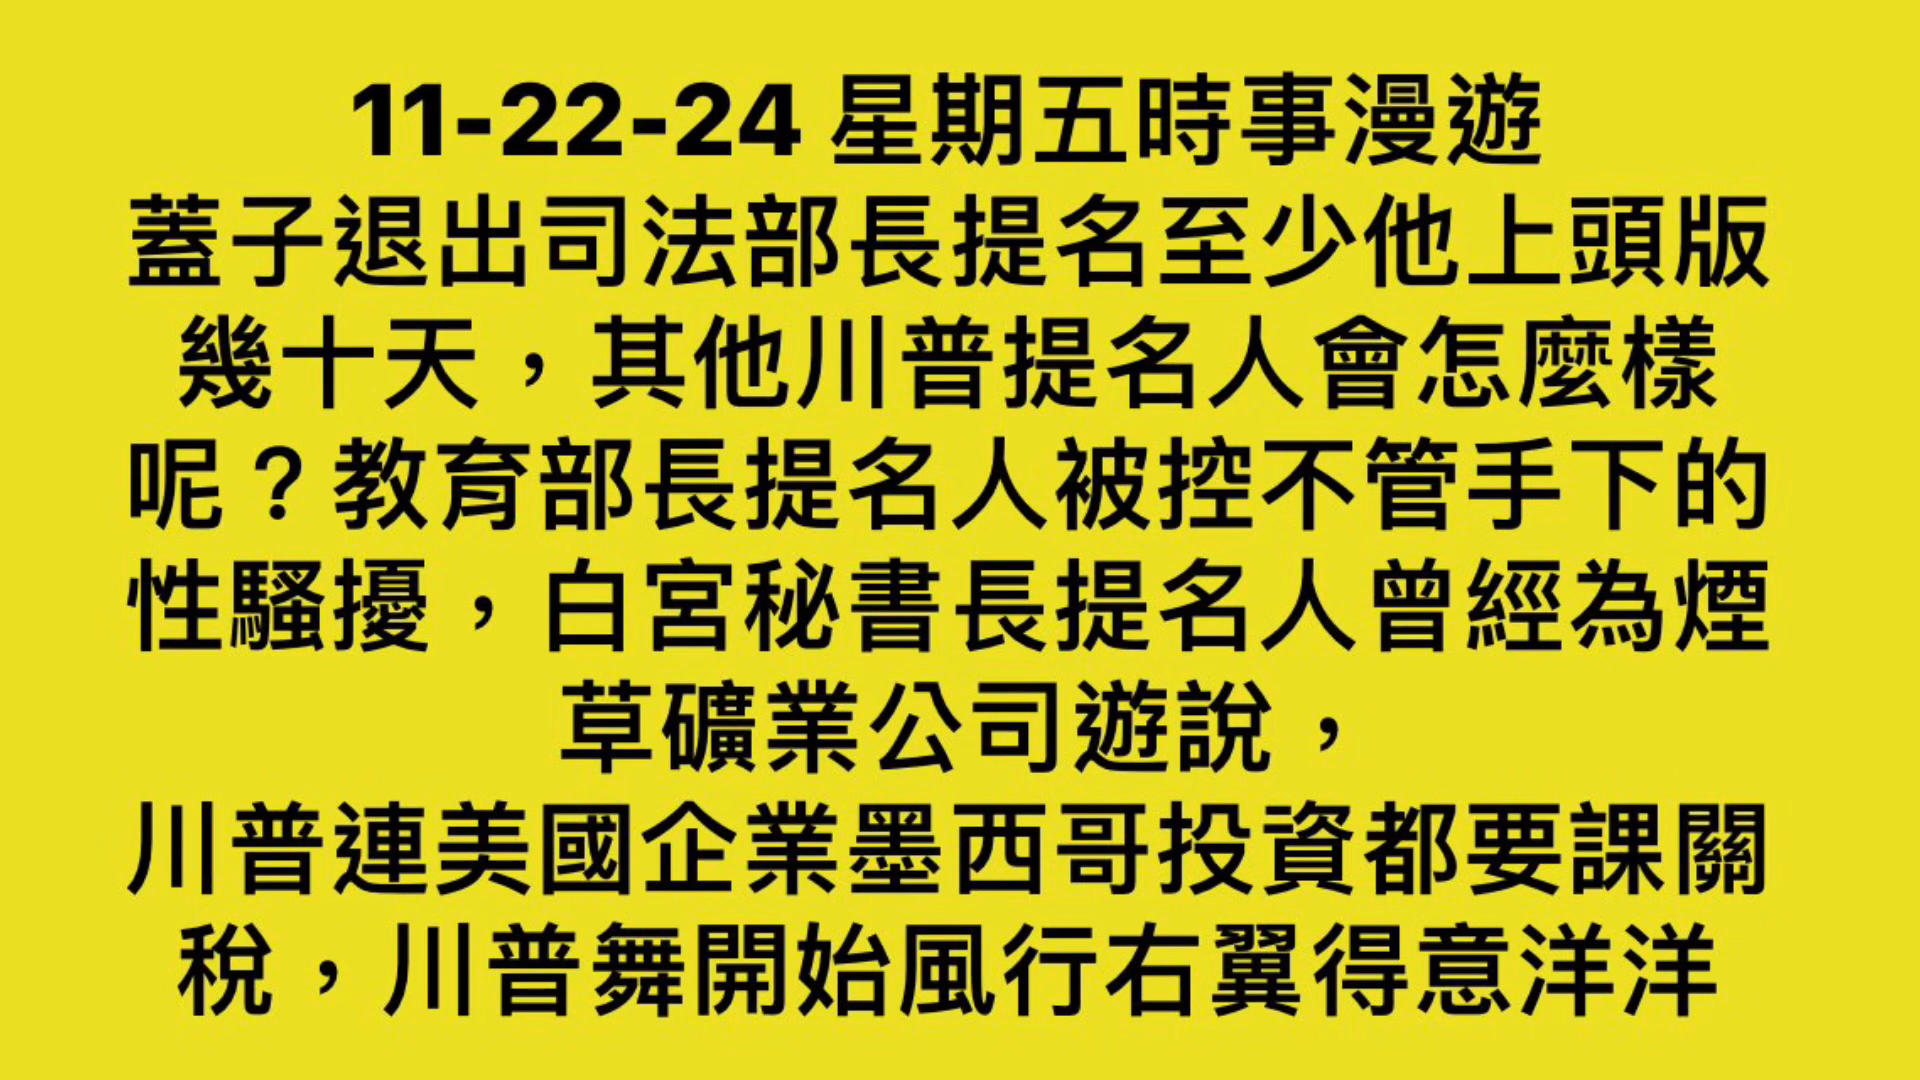 11-22-24 星期五時事漫遊
蓋子退出司法部長提名至少他上頭版
幾十天，其他川普提名人會怎麼樣
呢？教育部長提名人被控不管手下的
性騷擾，白宮秘書長提名人曾經為煙
草礦業公司遊說，
川普連美國企業墨西哥投資都要課關
稅，川普舞開始風行右翼得意洋洋